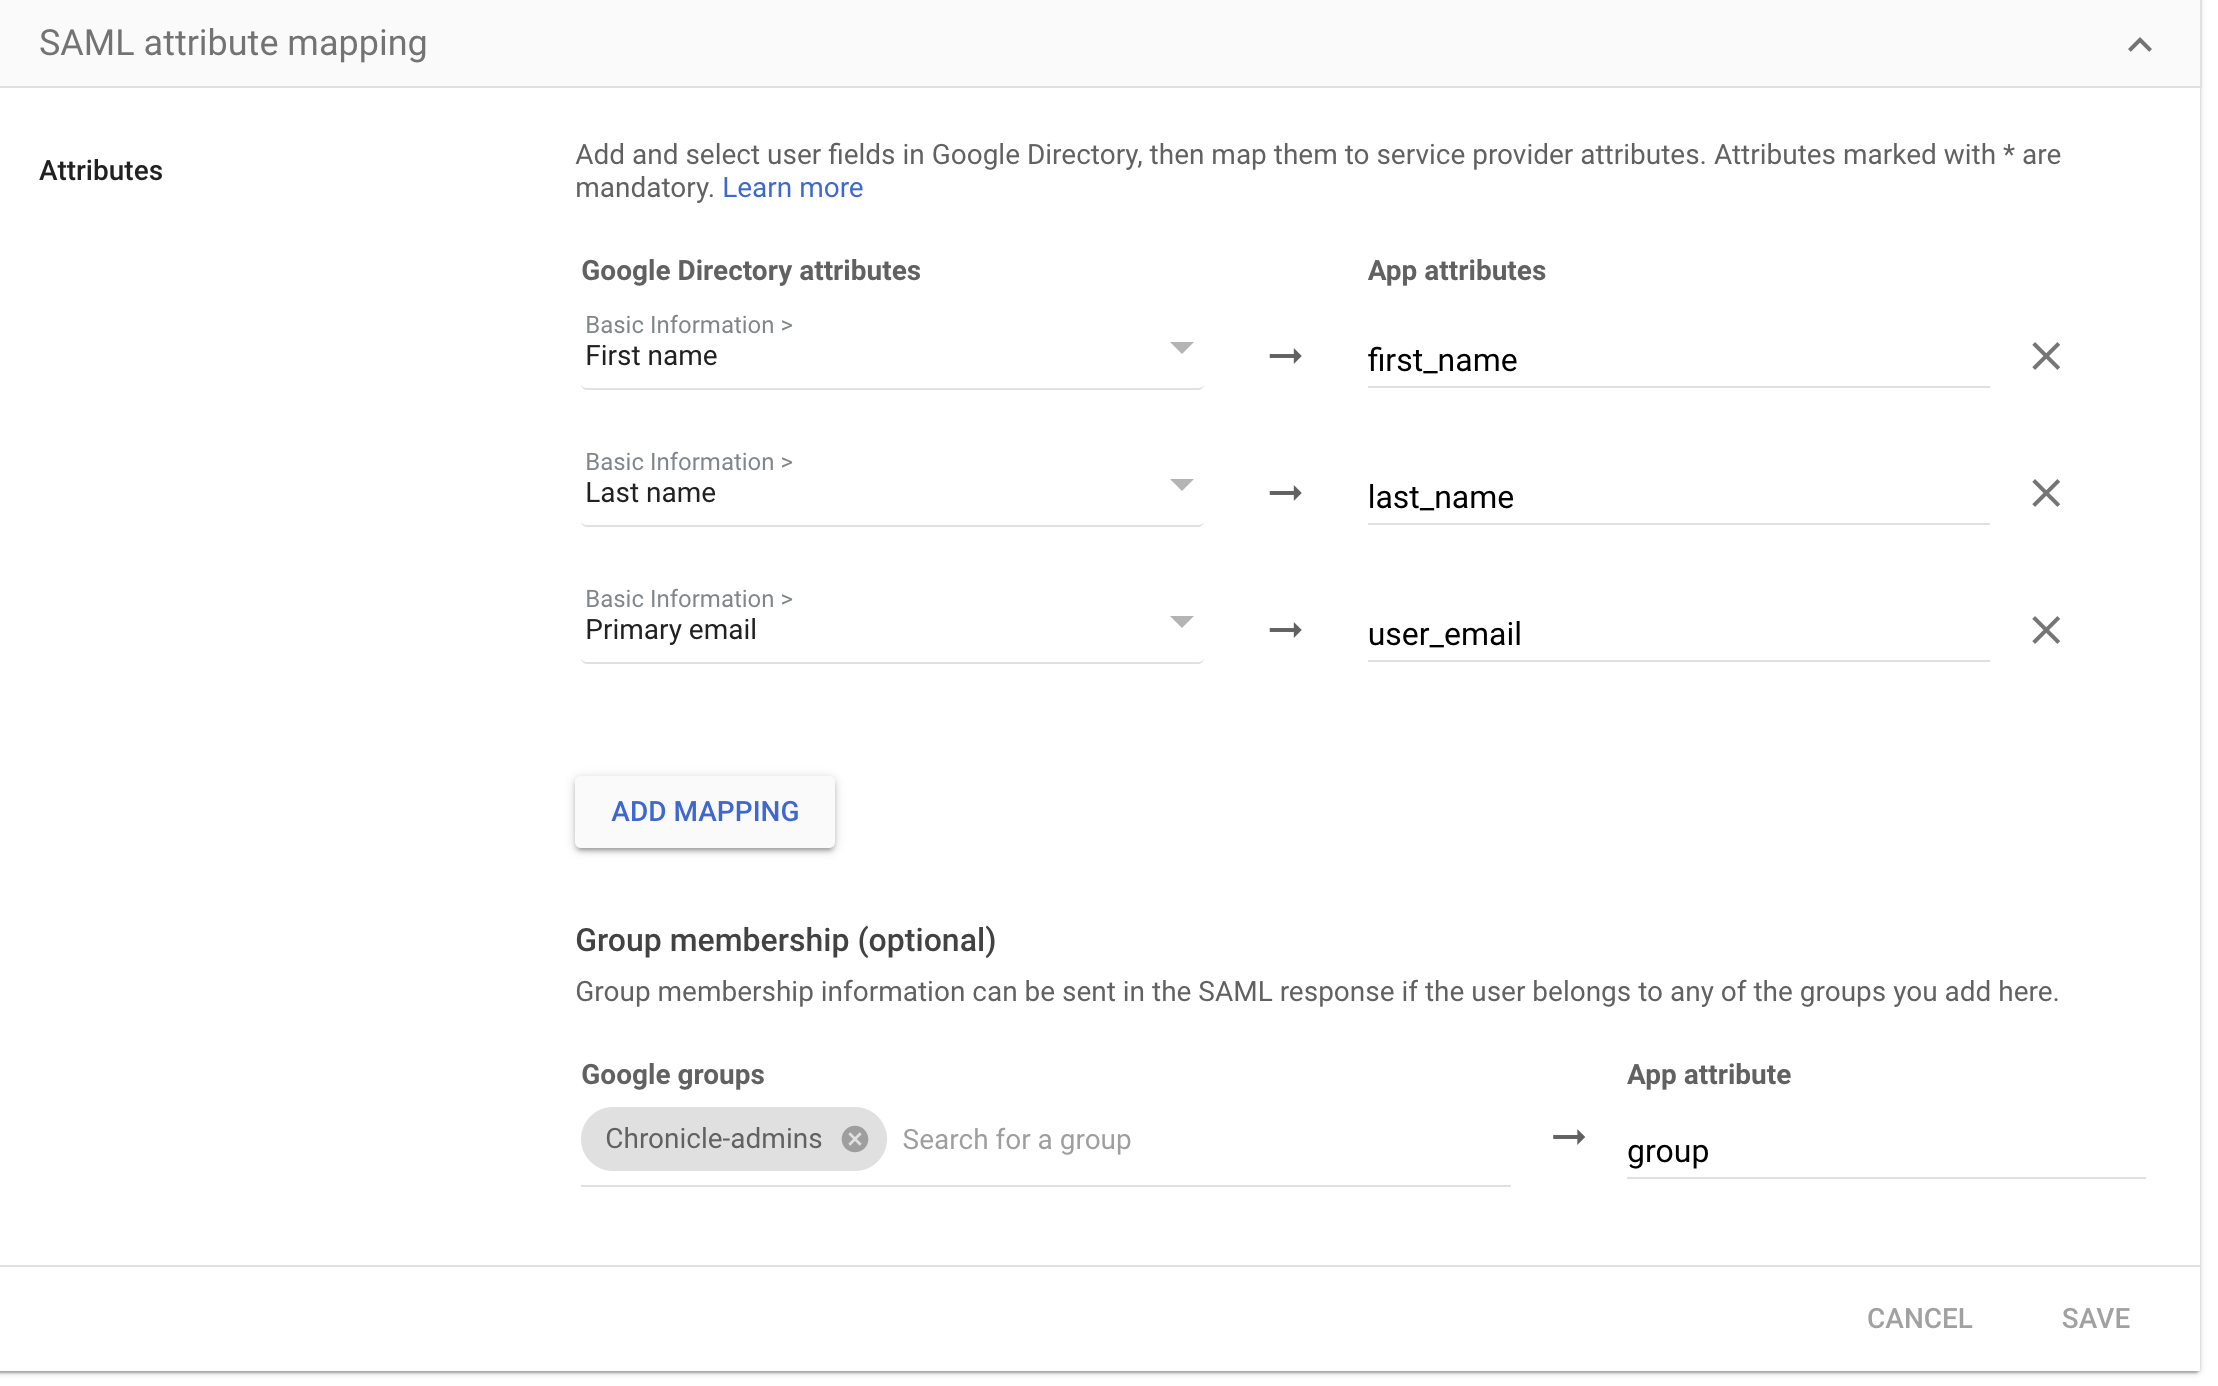 SAML attribute mapping
Attributes
Add and select user fields in Google Directory, then map them to service provider attributes. Attributes marked with * are
mandatory. Learn more
Google Directory attributes
App attributes
Basic Information >
First name
first_name
Basic Information >
Last name
last_name
Basic Information >
Primary email
user_email
ADD MAPPING
Group membership (optional)
Group membership information can be sent in the SAML response if the user belongs to any of the groups you add here.
Google groups
App attribute
Chronicle-admins
Search for a group
group
CANCEL
SAVE